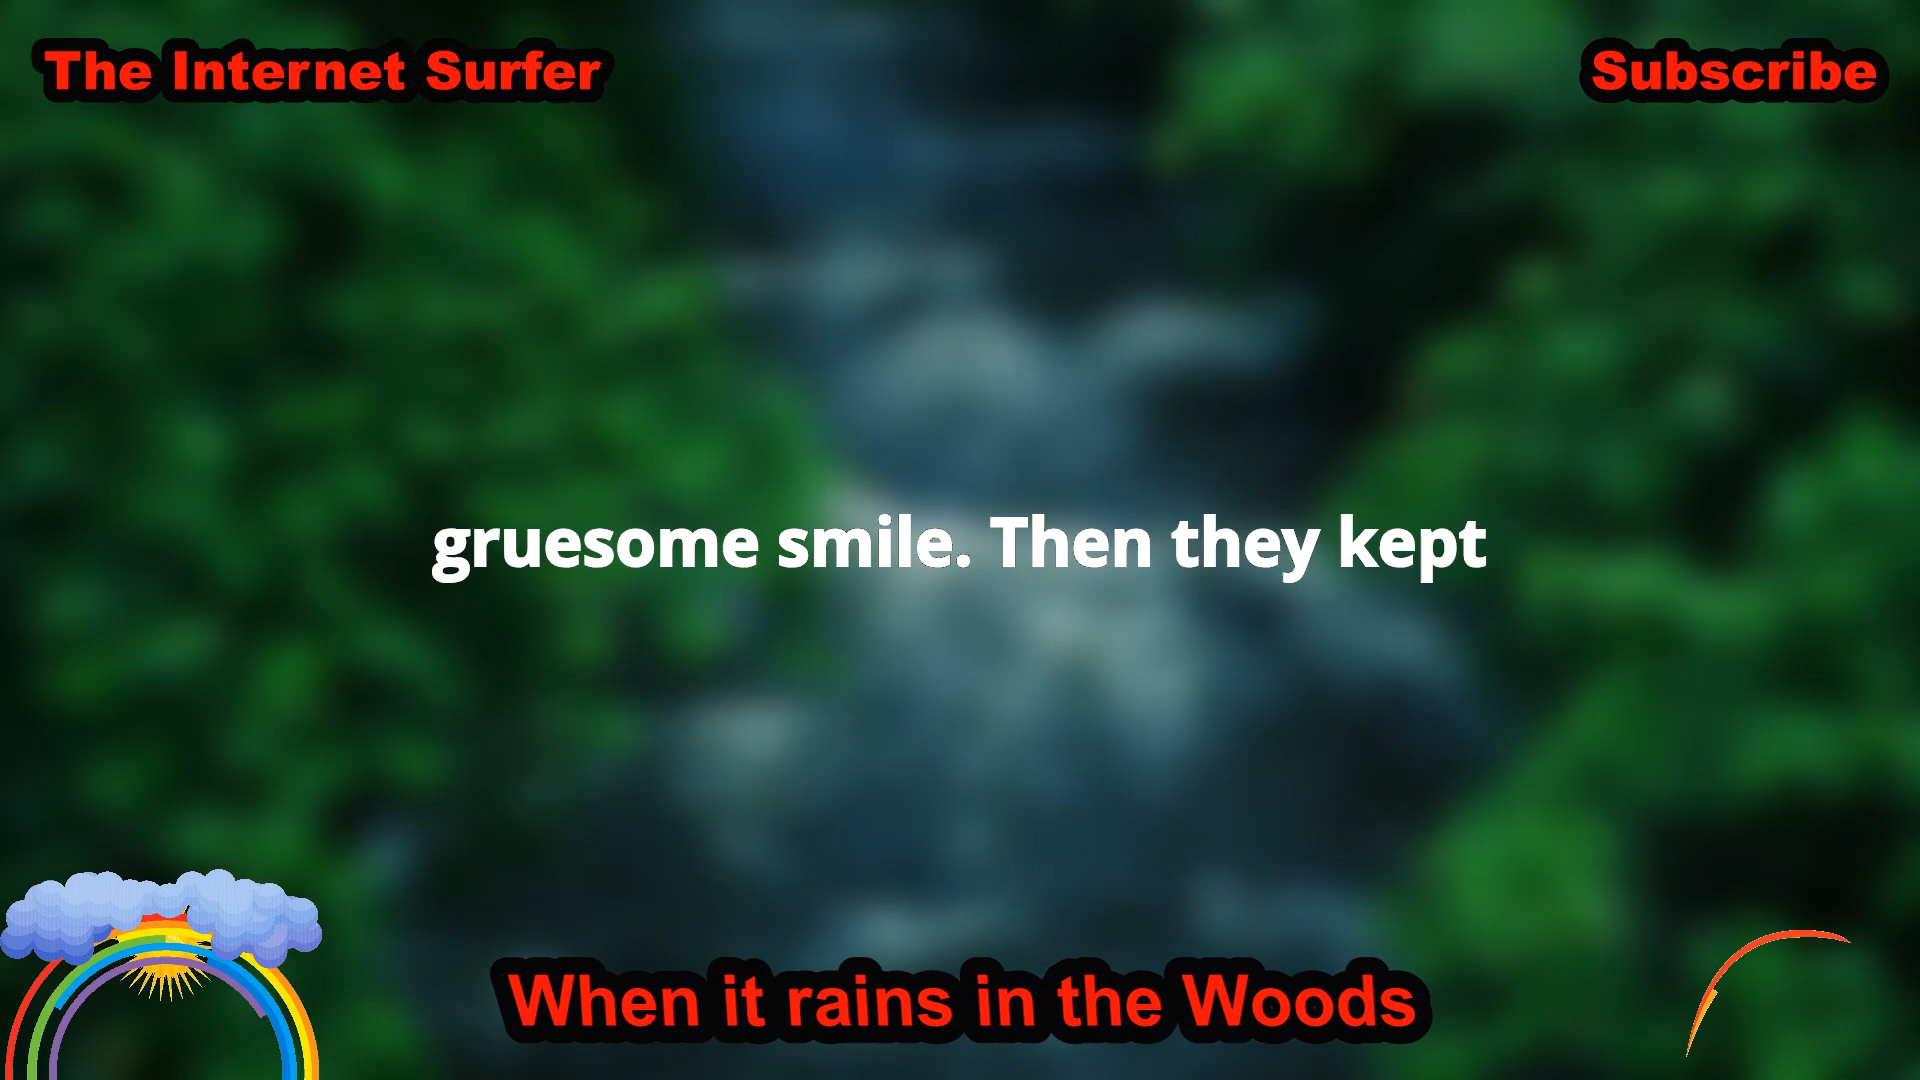 The Internet Surfer
Subscribe
gruesome smile. Then they kept
When it rains in the Woods